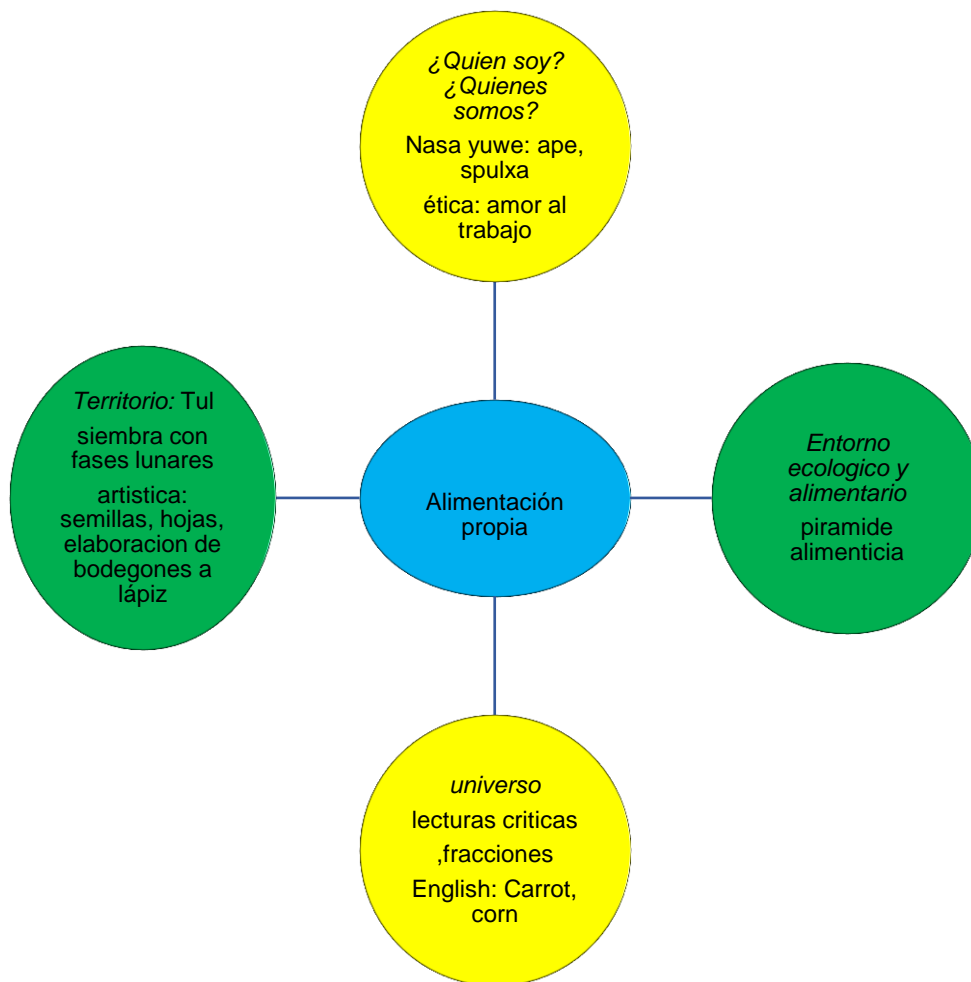 ¿Quien soy?
¿Quienes
somos?
Nasa yuwe: ape,
spulxa
ética: amor al
trabajo
Territorio: Tul
siembra con
fases lunares
artistica:
semillas, hojas,
elaboracion de
bodegones a
lápiz
Alimentación
propia
Entorno
ecologico y
alimentario
piramide
alimenticia
universo
lecturas criticas
,fracciones
English: Carrot,
corn